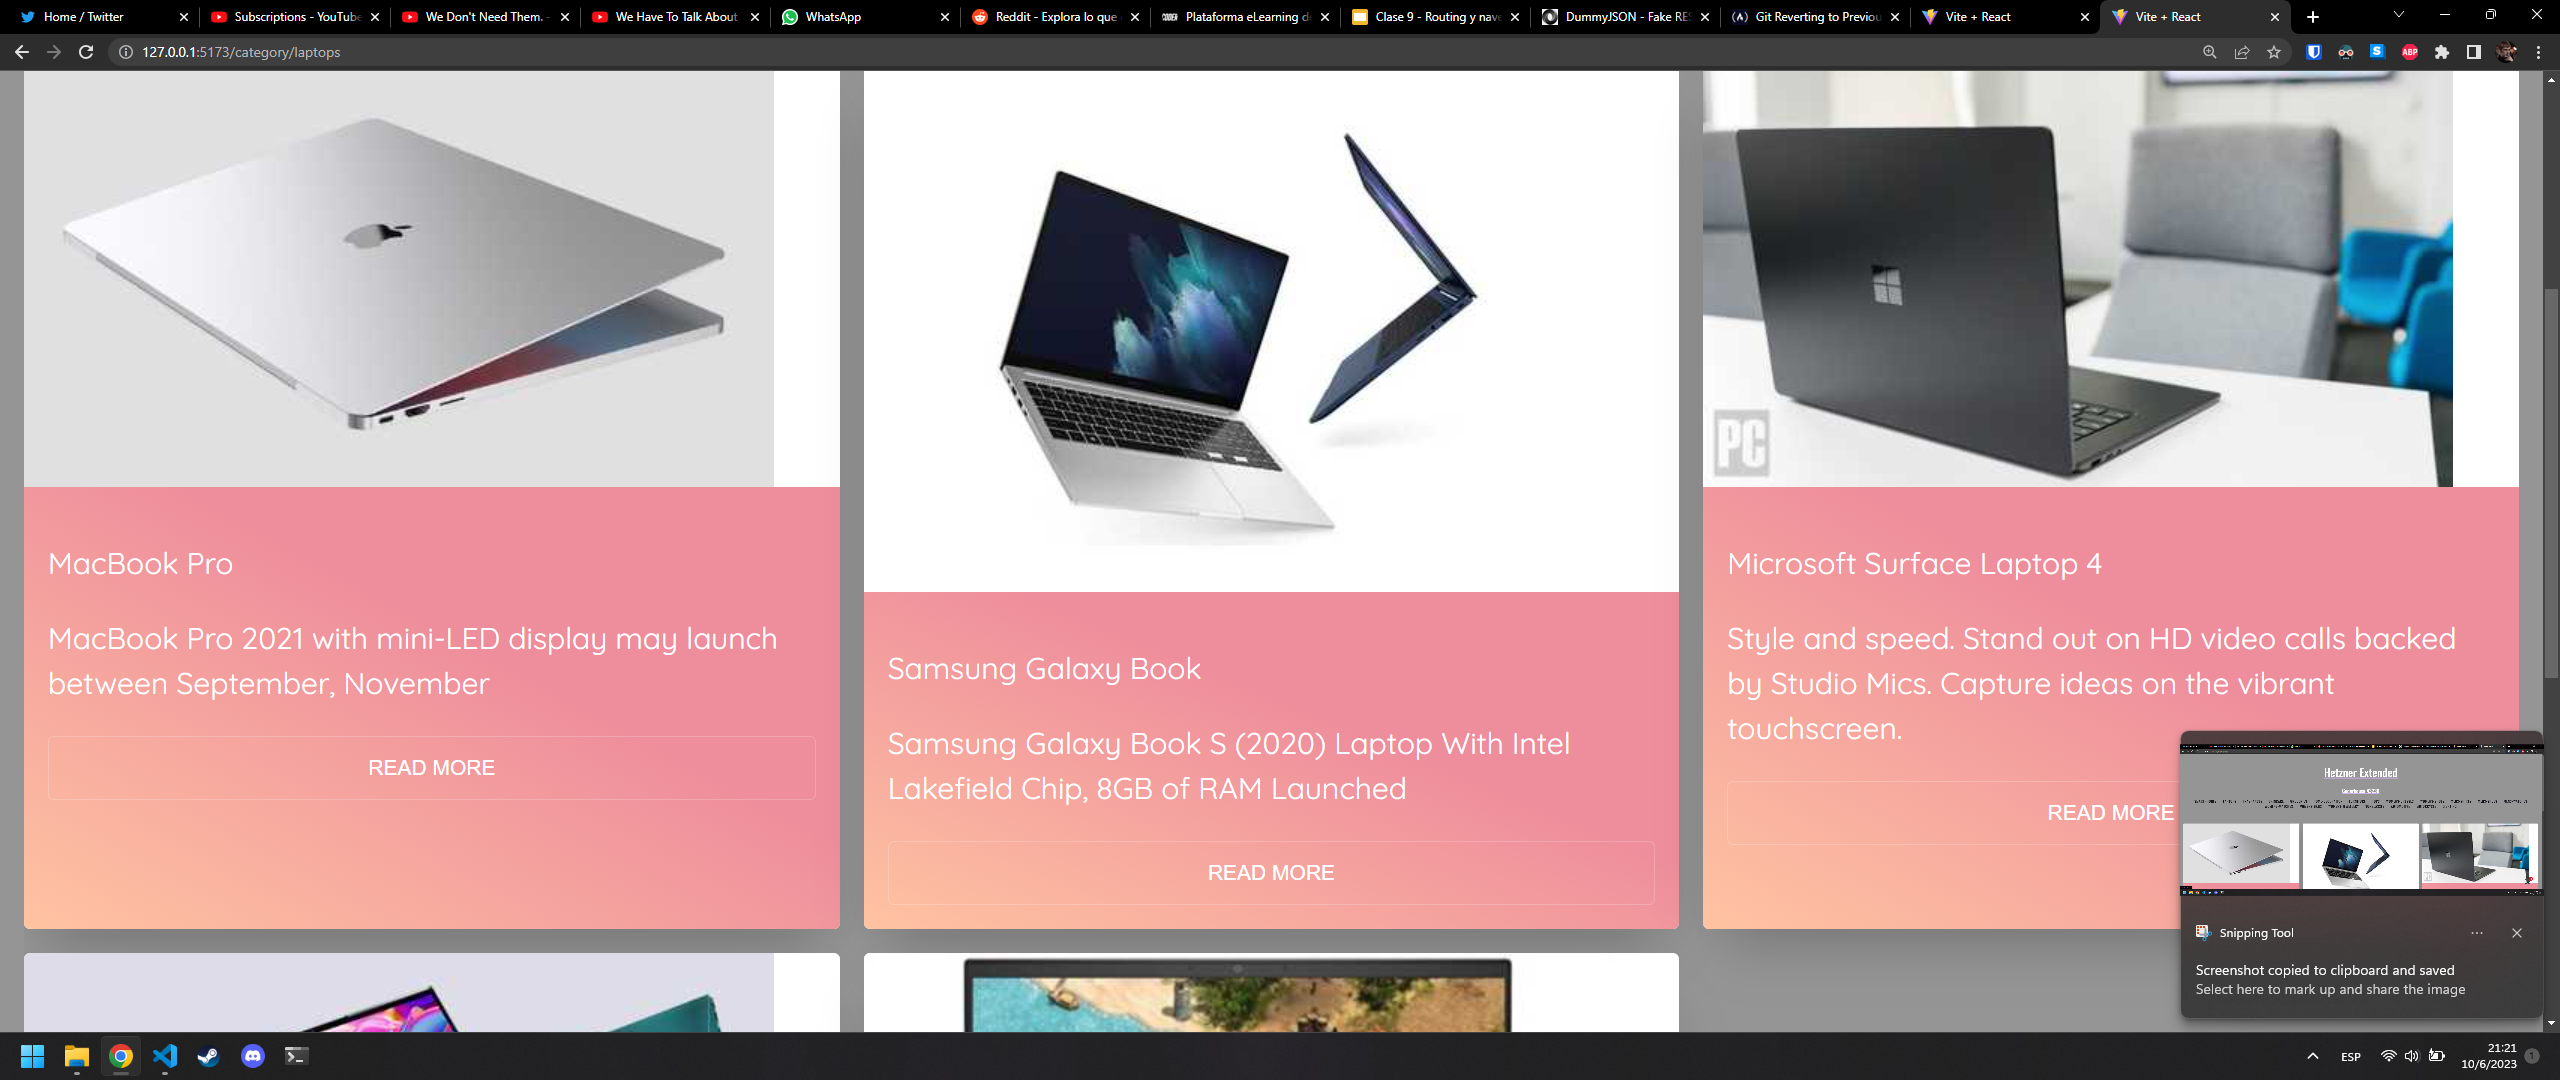 Home / Twitter
Subscriptions - YouTube
We Don't Need Them. -
We Have To Talk About
WhatsApp
Reddit - Explora lo que
CODER
Plataforma eLearning de
Clase 9 - Routing y nave
DummyJSON - Fake RES
Git Reverting to Previou
Vite + React
Vite + React
127.0.0.1:5173/category/laptops
ABP
PC
MacBook Pro
MacBook Pro 2021 with mini-LED display may launch
between September, November
READ MORE
Samsung Galaxy Book
Samsung Galaxy Book S (2020) Laptop With Intel
Lakefield Chip, 8GB of RAM Launched
READ MORE
Microsoft Surface Laptop 4
Style and speed. Stand out on HD video calls backed
by Studio Mics. Capture ideas on the vibrant
touchscreen.
READ MORE
Hetzner Extended
Snipping Tool
Screenshot copied to clipboard and saved
Select here to mark up and share the image
ESP
21:21
10/6/2023
1